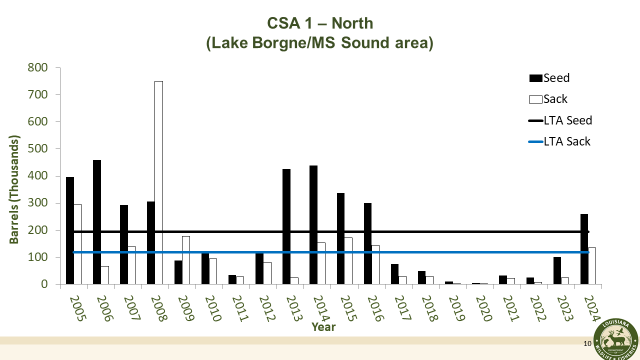 CSA 1 – North
(Lake Borgne/MS Sound area)
800
700
600
500
400
300
200
100
0
Barrels (Thousands)
Seed
Sack
LTA Seed
LTA Sack
2005 2006 2007 2008 2009 2010 2011 2012 2013 2014 2015 2016 2017 2018 2019 2020 2021 2022 2023 2024
Year
10
LOUISIANA